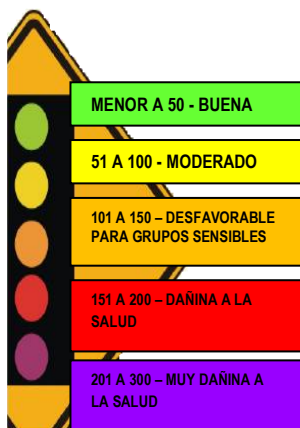 MENOR A 50 - BUENA
51 A 100 - MODERADO
101 A 150 – DESFAVORABLE
PARA GRUPOS SENSIBLES
151 A 200 – DAÑINA A LA
SALUD
201 A 300 – MUY DAÑINA A
LA SALUD